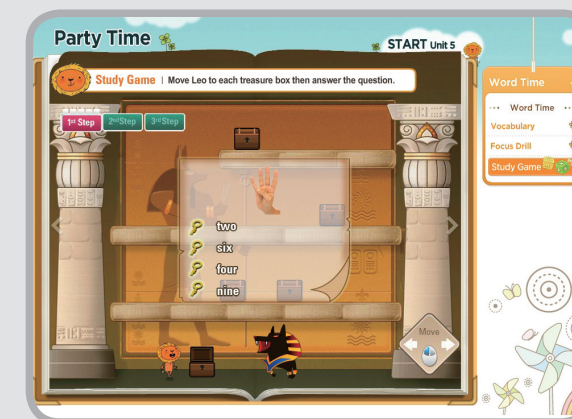 Party Time
START Unit 5
Study Game | Move Leo to each treasure box then answer the question.
1st Step
2nd Step
3rd Step
two
six
four
nine
Move
Word Time
Word Time
Vocabulary
Focus Drill
Study Game